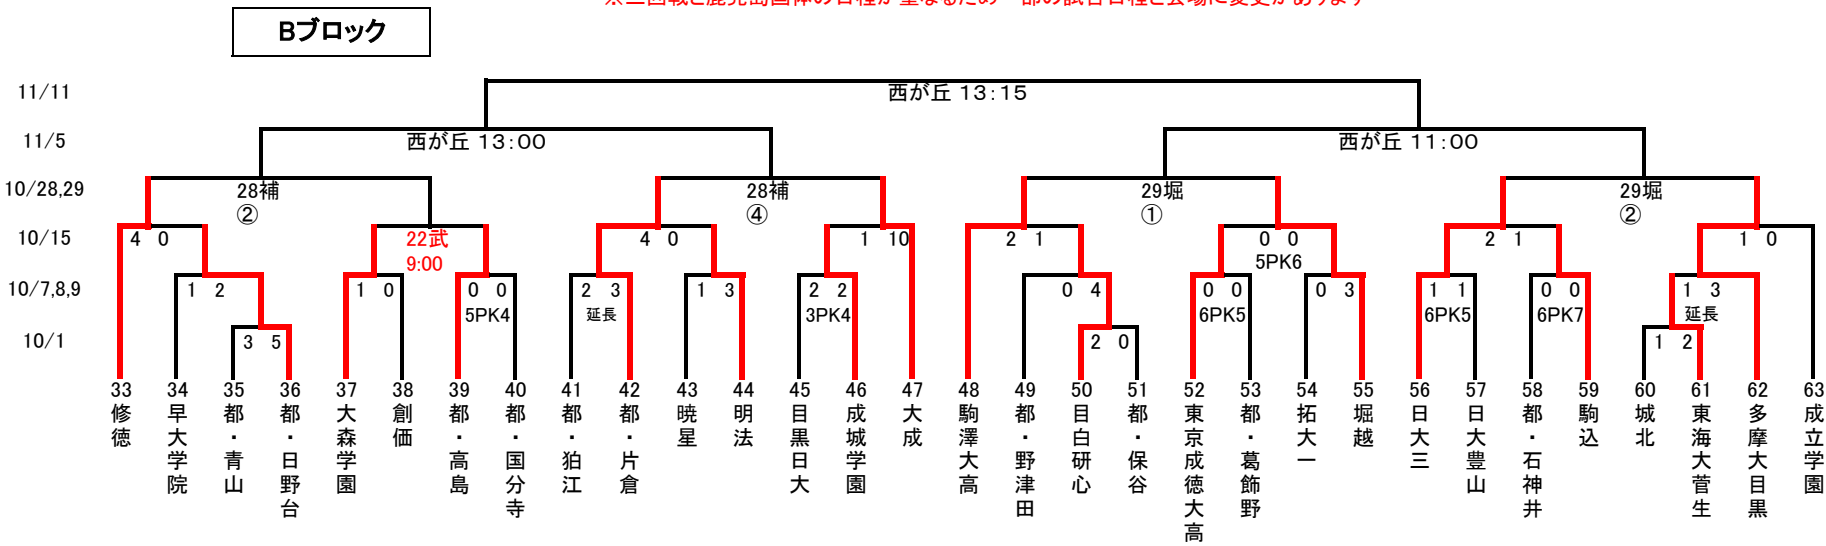 Bブロック
11/11
西が丘 13:15
11/5
西が丘 13:00
西が丘 11:00
10/28,29
28補
28補
29堀
29堀
②
④
①
②
10/15
4 0
22武
4 0
1 10
2 1
0 0
2 1
1 0
9:00
5PK6
10/7,8,9
1 2
1 0
0 0
2 3
1 3
2 2
0 4
0 0
0 3
1 1
0 0
1 3
5PK4
延長
3PK4
6PK5
6PK5
6PK7
延長
10/1
3 5
2 0
1 2
33
34
35
36
37
38
39
40
41
42
43
44
45
46
47
48
49
50
51
52
53
54
55
56
57
58
59
60
61
62
63
修徳
早大学院
都・青山
都・日野台
大森学園
創価
都・高島
都・国分寺
都・狛江
都・片倉
暁星
明法
目黒日大
成城学園
大成
駒澤大高
都・野津田
目白研心
都・保谷
東京成徳大高
都・葛飾野
拓大一
堀越
日大三
日大豊山
都・石神井
駒込
城北
東海大菅生
多摩大目黒
成立学園